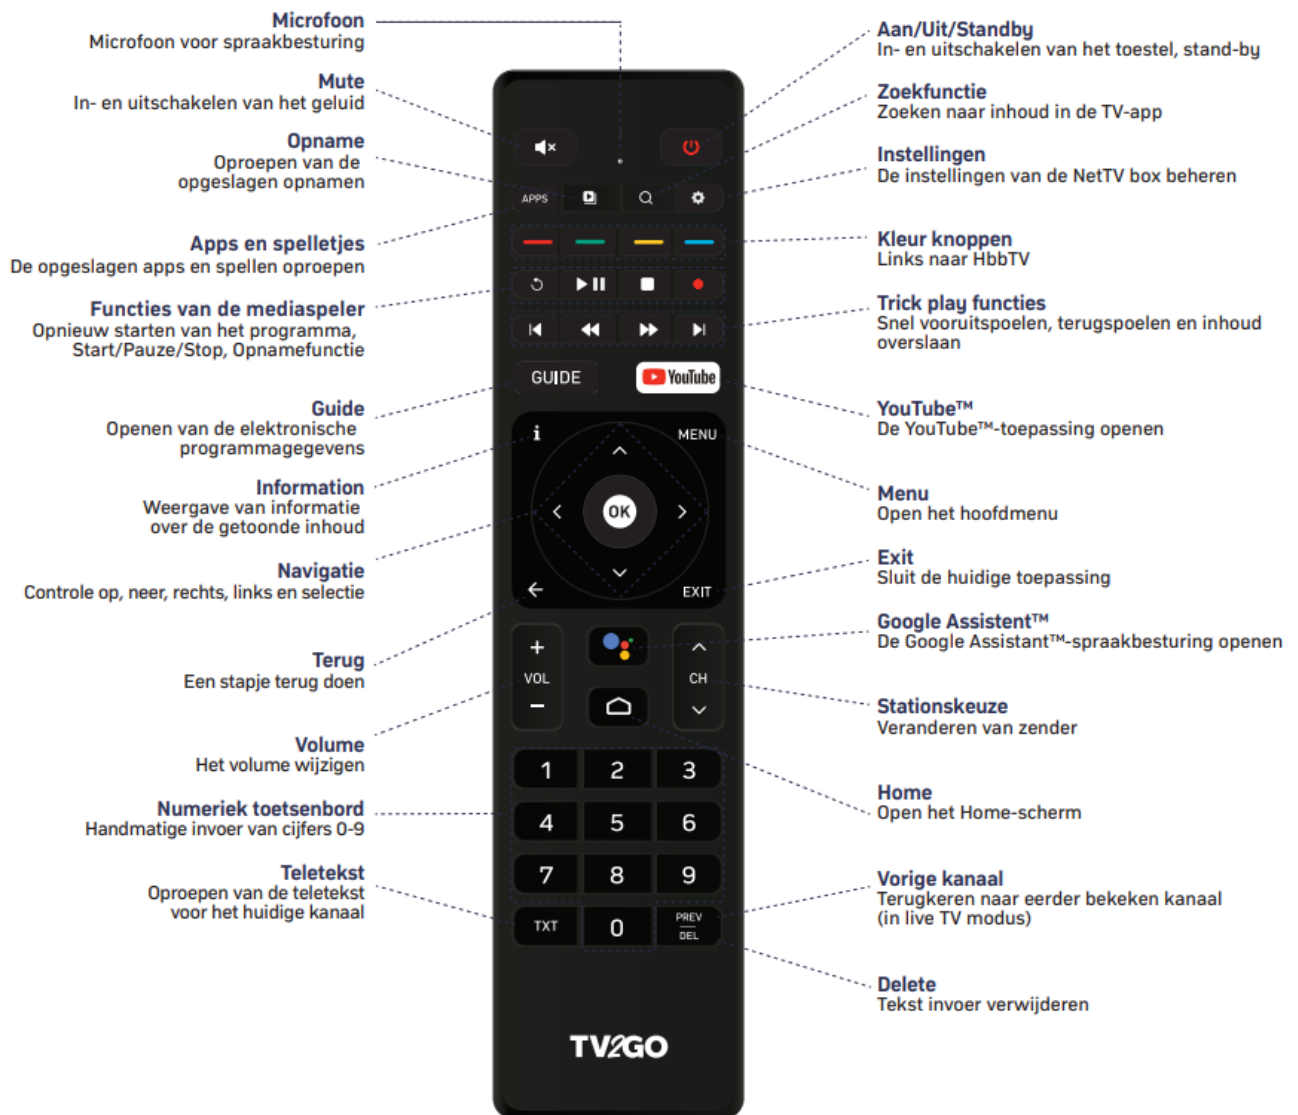 Microfoon
Microfoon voor spraakbesturing
Mute
In- en uitschakelen van het geluid
Opname
Oproepen van de
opgeslagen opnamen
Apps en spelletjes
De opgeslagen apps en spellen oproepen
Functies van de mediaspeler
Opnieuw starten van het programma,
Start/Pauze/Stop, Opnamefunctie
Guide
Openen van de elektronische
programmagegevens
Information
Weergave van informatie
over de getoonde inhoud
Navigatie
Controle op, neer, rechts, links en selectie
Terug
Een stapje terug doen
Volume
Het volume wijzigen
Numeriek toetsenbord
Handmatige invoer van cijfers 0-9
Teletekst
Oproepen van de teletekst
voor het huidige kanaal
APPS
GUIDE
YouTube
i
MENU
OK
EXIT
+
VOL
−
CH
1 2 3
4 5 6
7 8 9
TXT 0 PREV
DEL
TV2GO
Aan/Uit/Standby
In- en uitschakelen van het toestel, stand-by
Zoekfunctie
Zoeken naar inhoud in de TV-app
Instellingen
De instellingen van de NetTV box beheren
Kleur knoppen
Links naar HbbTV
Trick play functies
Snel vooruitspoelen, terugspoelen en inhoud
overslaan
YouTube™
De YouTube™-toepassing openen
Menu
Open het hoofdmenu
Exit
Sluit de huidige toepassing
Google Assistent™
De Google Assistant™-spraakbesturing openen
Stationskeuze
Veranderen van zender
Home
Open het Home-scherm
Vorige kanaal
Terugkeren naar eerder bekeken kanaal
(in live TV modus)
Delete
Tekst invoer verwijderen